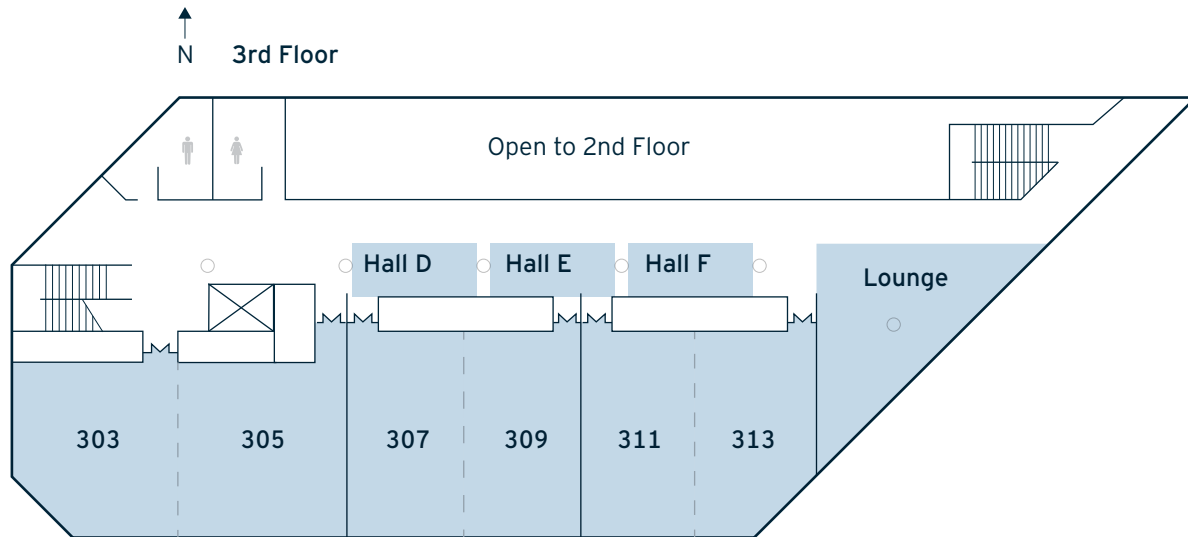 N
3rd Floor
Open to 2nd Floor
Hall D
Hall E
Hall F
Lounge
303
305
307
309
311
313